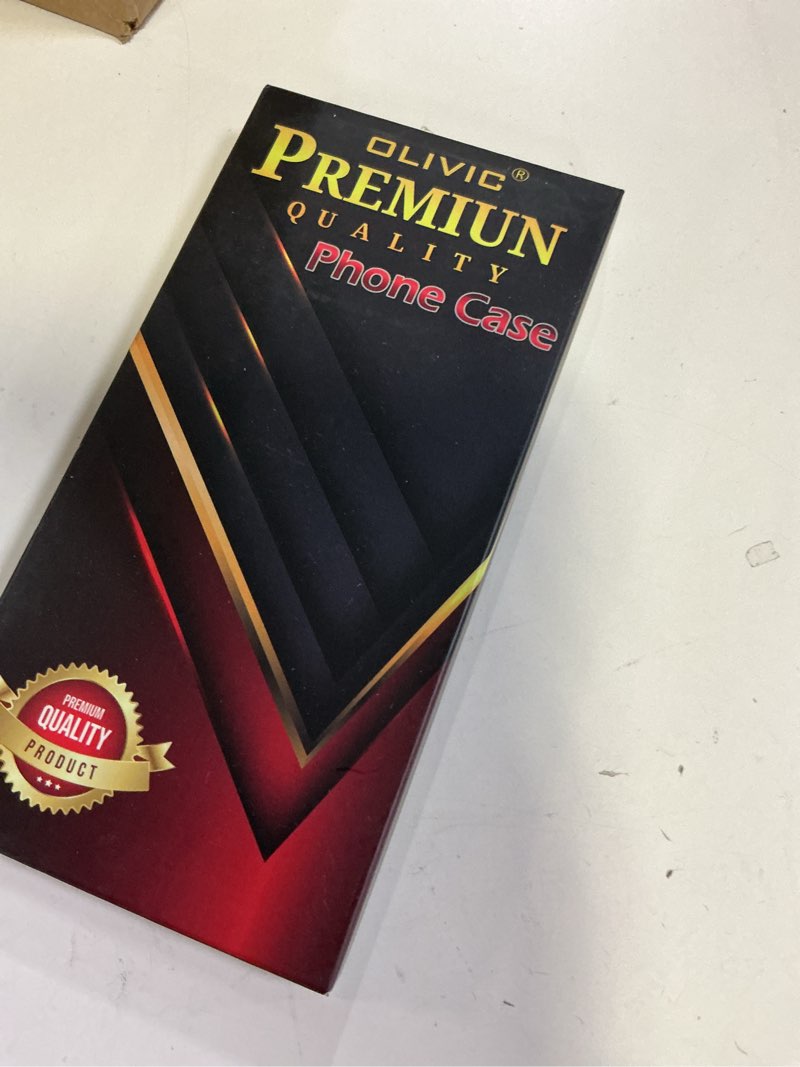 OLIVIC®
PREMIUN
QUALITY
Phone Case
PREMIUM
QUALITY
PRODUCT